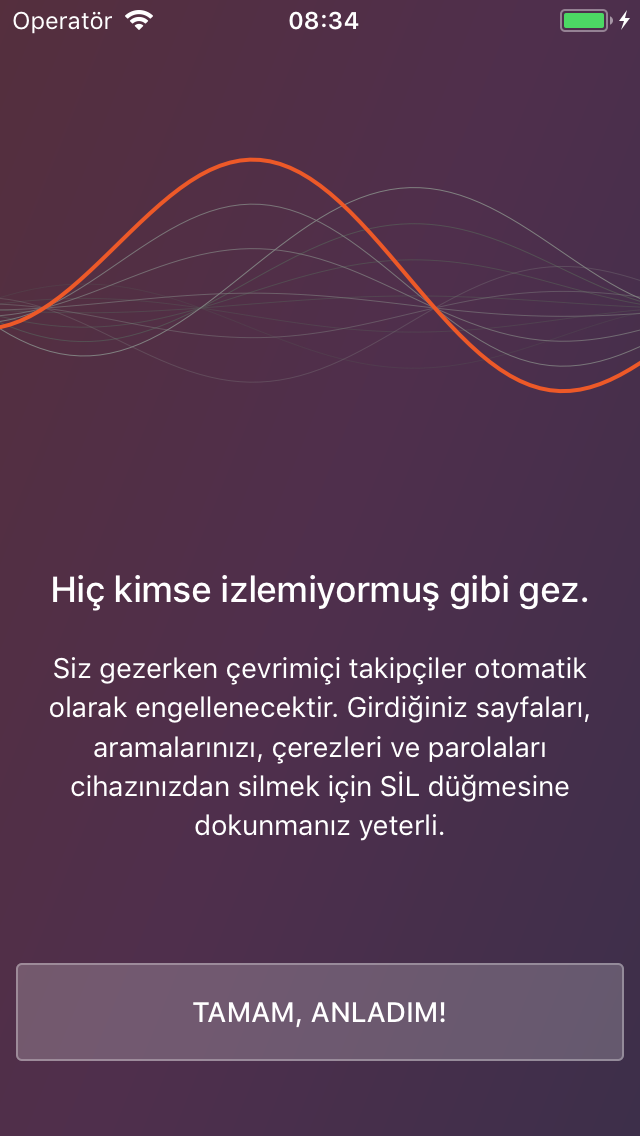 Operatör 08:34
Hiç kimse izlemiyormuş gibi gez.
Siz gezerken çevrimiçi takipçiler otomatik
olarak engellenecektir. Girdiğiniz sayfaları,
aramalarınızı, çerezleri ve parolaları
cihazınızdan silmek için SİL düğmesine
dokunmanız yeterli.
TAMAM, ANLADIM!